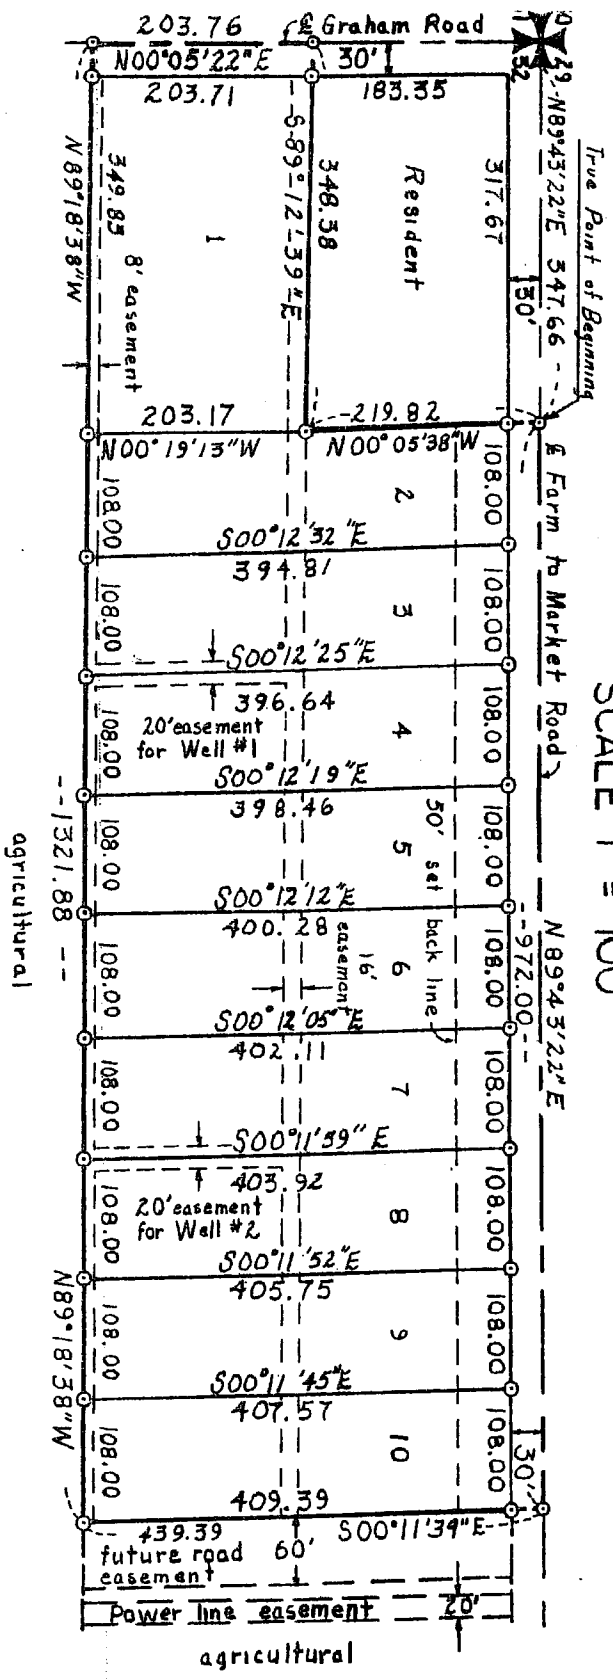 203.76
℄ Graham Road
N00°05'22"E
30'
203.71
183.35
32
29
N89°43'22"E 347.66
True Point of Beginning
N89°18'38"W
349.83
8' easement
1
S-89°-12'-39"E
348.38
Resident
317.67
30'
203.17
N00°19'13"W
219.82
N00°05'38"W
℄ Farm to Market Road
SCALE 1" = 100'
108.00
2
108.00
S00°12'32"E
394.81
108.00
3
108.00
S00°12'25"E
396.64
20' easement
for Well #1
108.00
4
108.00
S00°12'19"E
398.46
108.00
5
50' set back line
108.00
S00°12'12"E
400.28
--1321.88--
agricultural
108.00
16'
easement
6
108.00
--972.00--
N89°43'22"E
S00°12'05"E
402.11
108.00
7
108.00
S00°11'59"E
403.92
20' easement
for Well #2
108.00
8
108.00
S00°11'52"E
405.75
N89°18'38"W
108.00
9
108.00
S00°11'45"E
407.57
108.00
10
108.00
30'
409.39
439.39
S00°11'39"E
future road
easement
60'
Power line easement
20'
agricultural